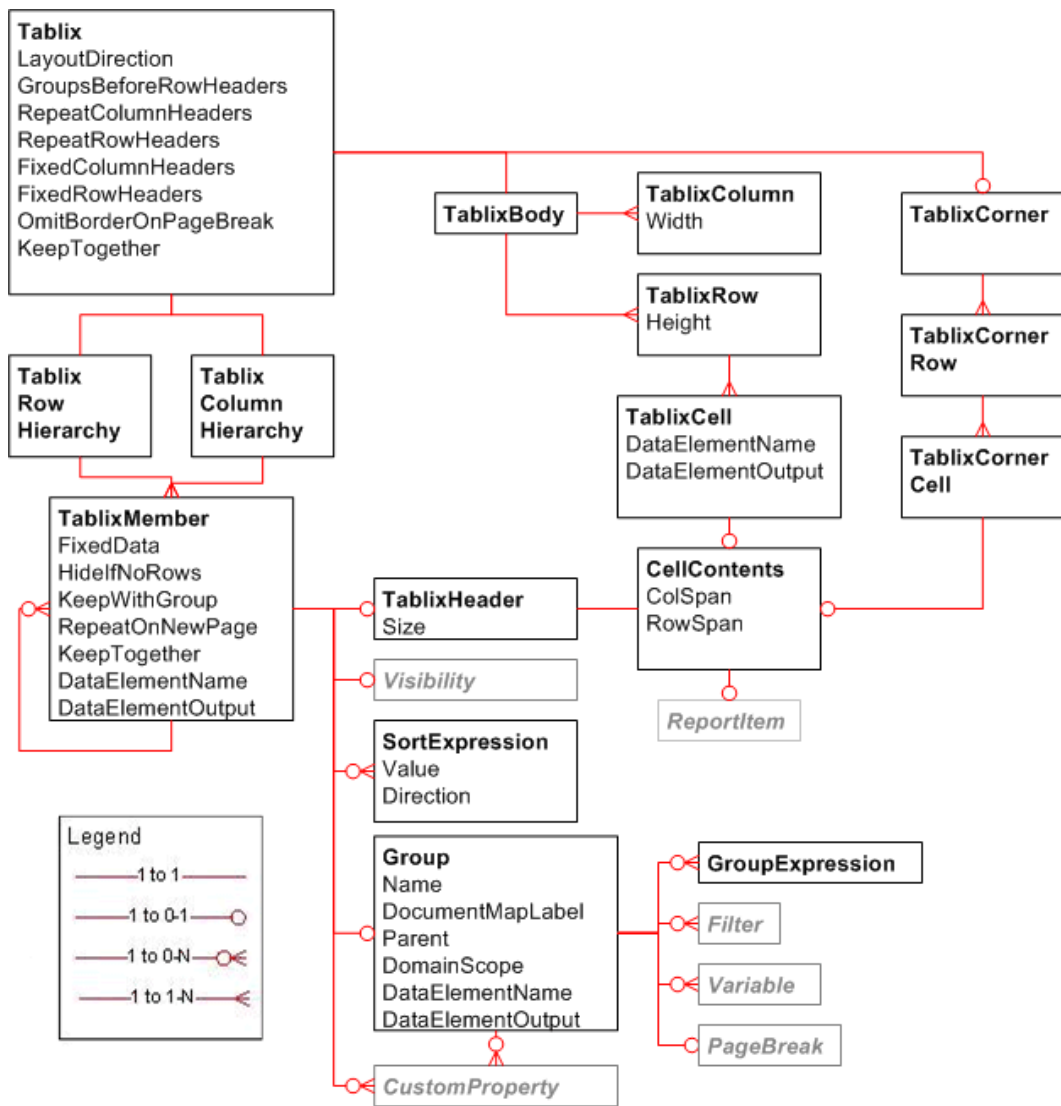 Tablix
LayoutDirection
GroupsBeforeRowHeaders
RepeatColumnHeaders
RepeatRowHeaders
FixedColumnHeaders
FixedRowHeaders
OmitBorderOnPageBreak
KeepTogether
TablixBody
TablixColumn
Width
TablixCorner
TablixRow
Height
TablixCorner
Row
Tablix
Row
Hierarchy
Tablix
Column
Hierarchy
TablixCell
DataElementName
DataElementOutput
TablixCorner
Cell
TablixMember
FixedData
HideIfNoRows
KeepWithGroup
RepeatOnNewPage
KeepTogether
DataElementName
DataElementOutput
TablixHeader
Size
CellContents
ColSpan
RowSpan
Visibility
ReportItem
SortExpression
Value
Direction
Legend
1 to 1
1 to 0-1
1 to 0-N
1 to 1-N
Group
Name
DocumentMapLabel
Parent
DomainScope
DataElementName
DataElementOutput
GroupExpression
Filter
Variable
PageBreak
CustomProperty